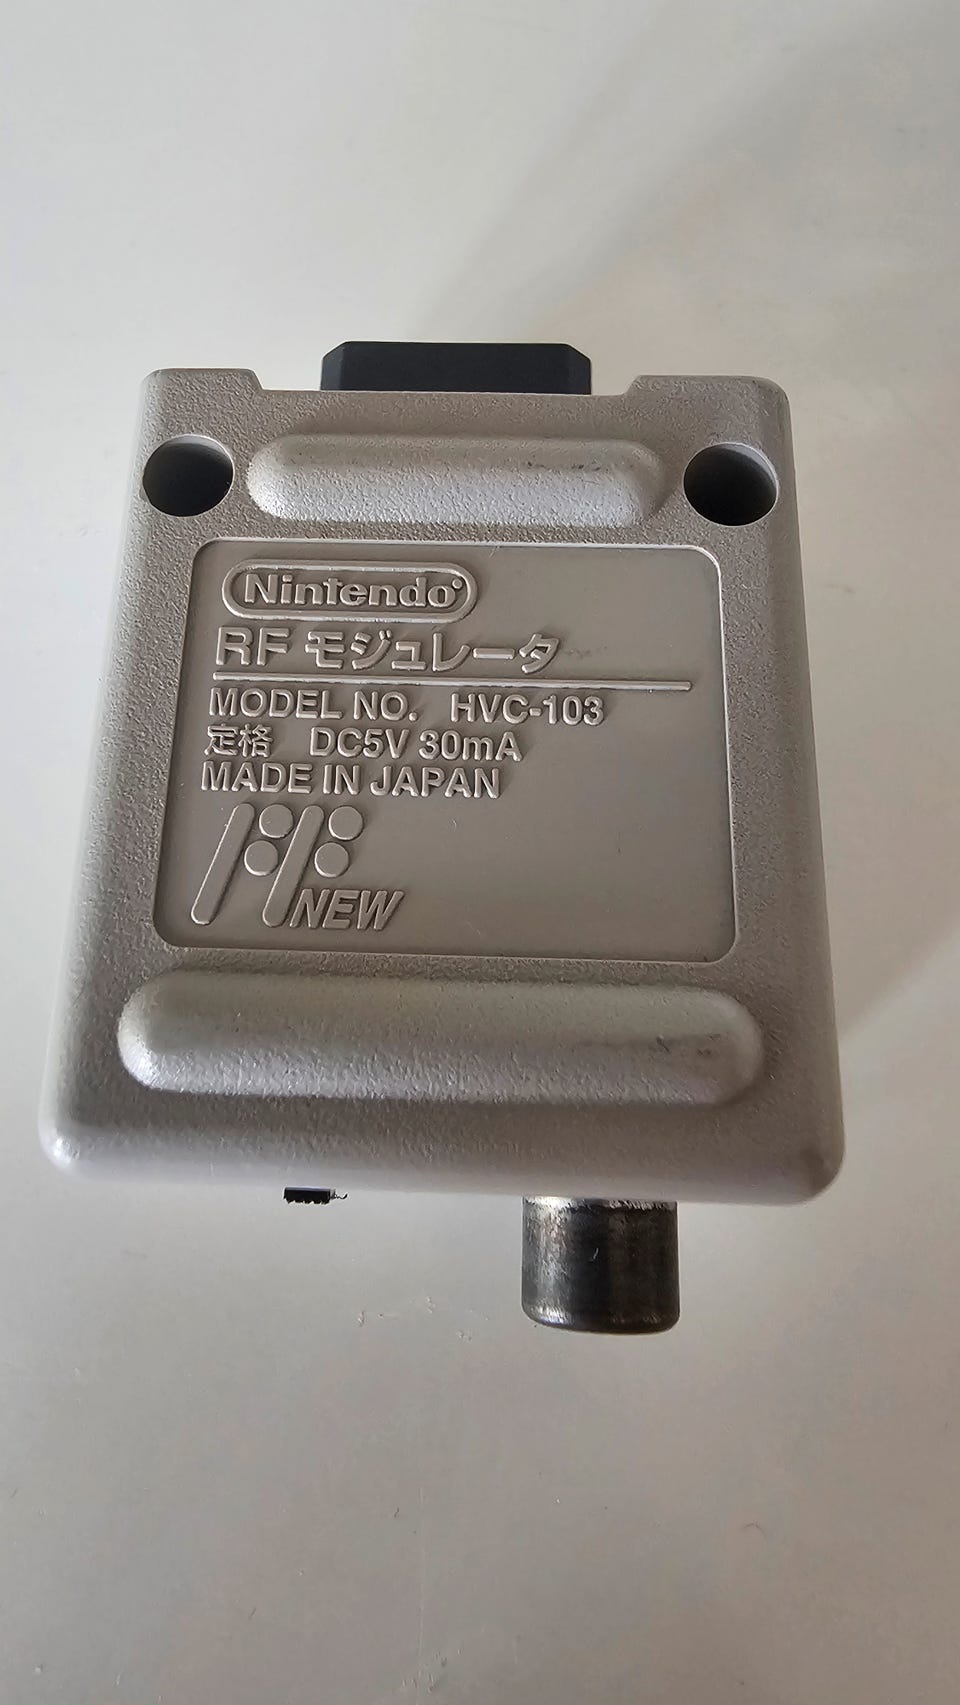 Nintendo®
RF モジュレータ
MODEL NO. HVC-103
定格 DC5V 30mA
MADE IN JAPAN
NEW